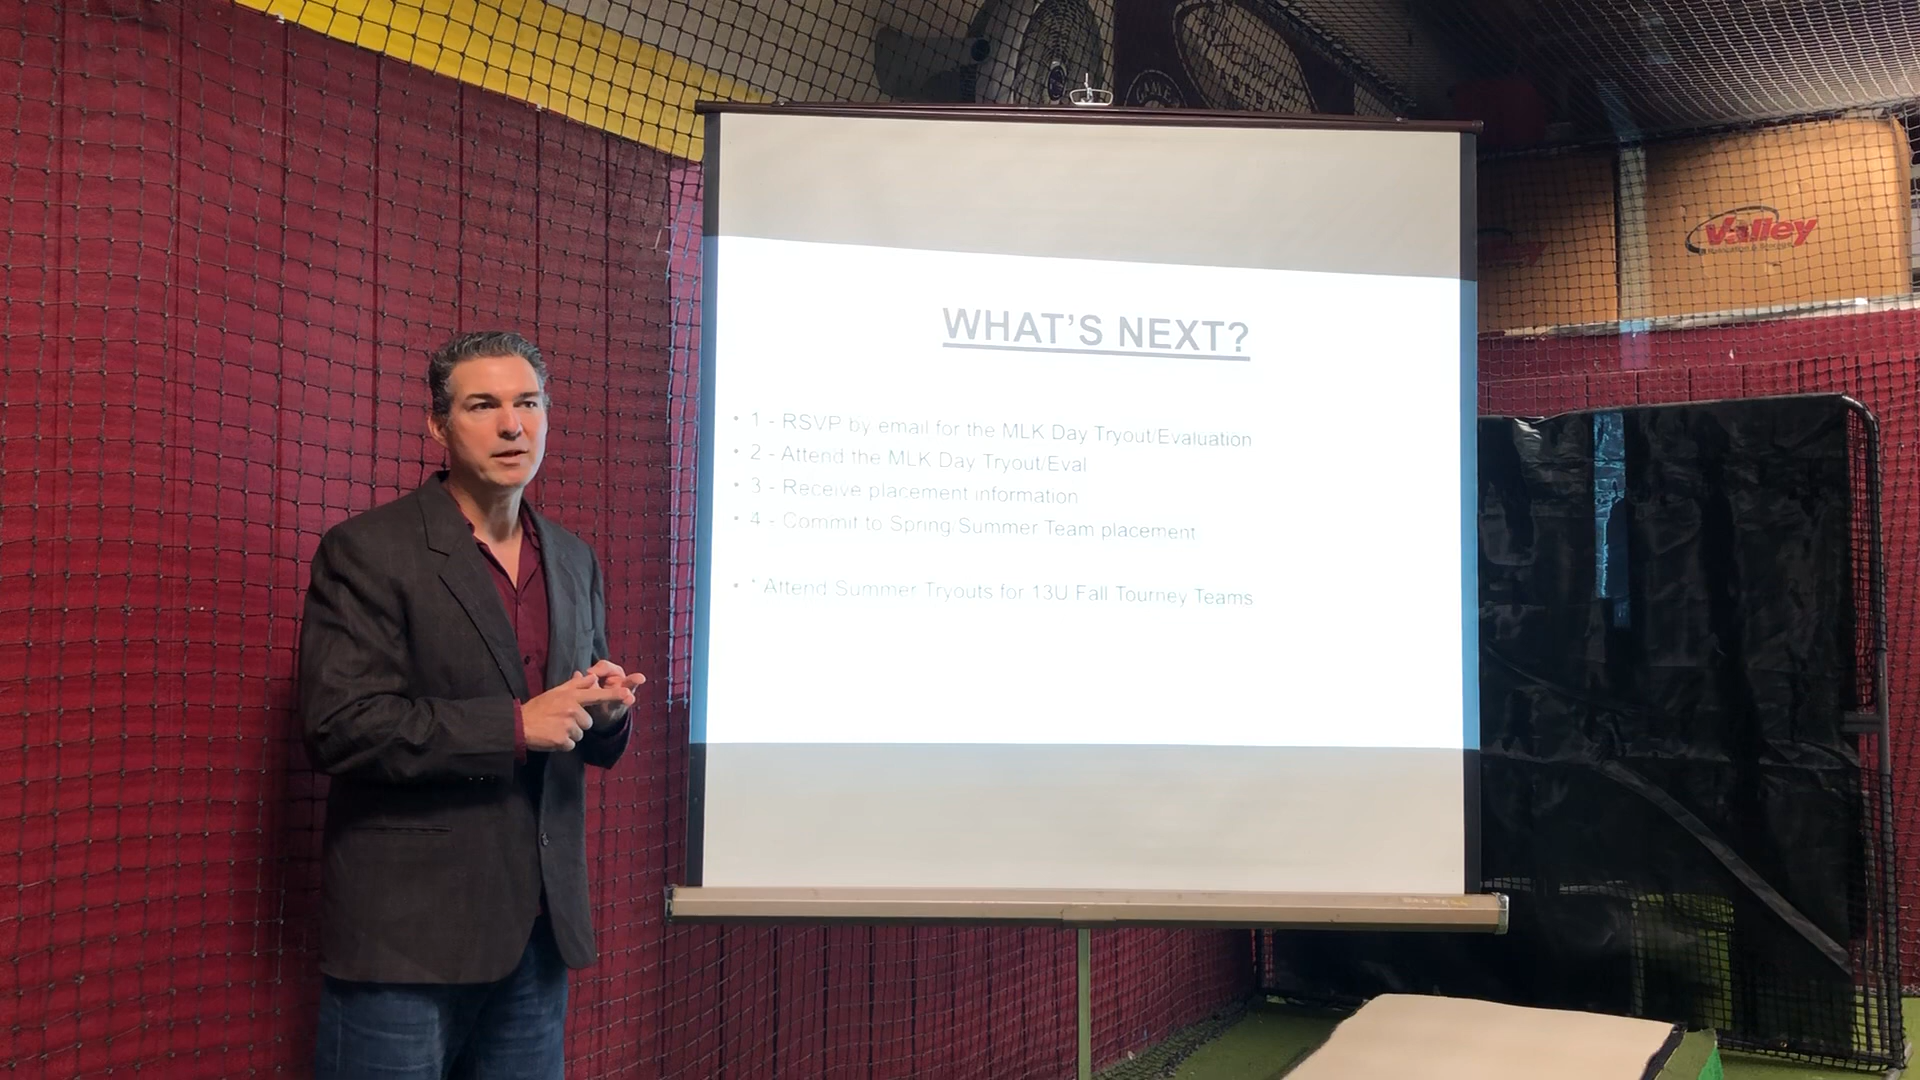 WHAT'S NEXT?
• 1 - RSVP by email for the MLK Day Tryout/Evaluation
• 2 - Attend the MLK Day Tryout/Eval
• 3 - Receive placement information
• 4 - Commit to Spring/Summer Team placement
• * Attend Summer Tryouts for 13U Fall Tourney Teams
Valley